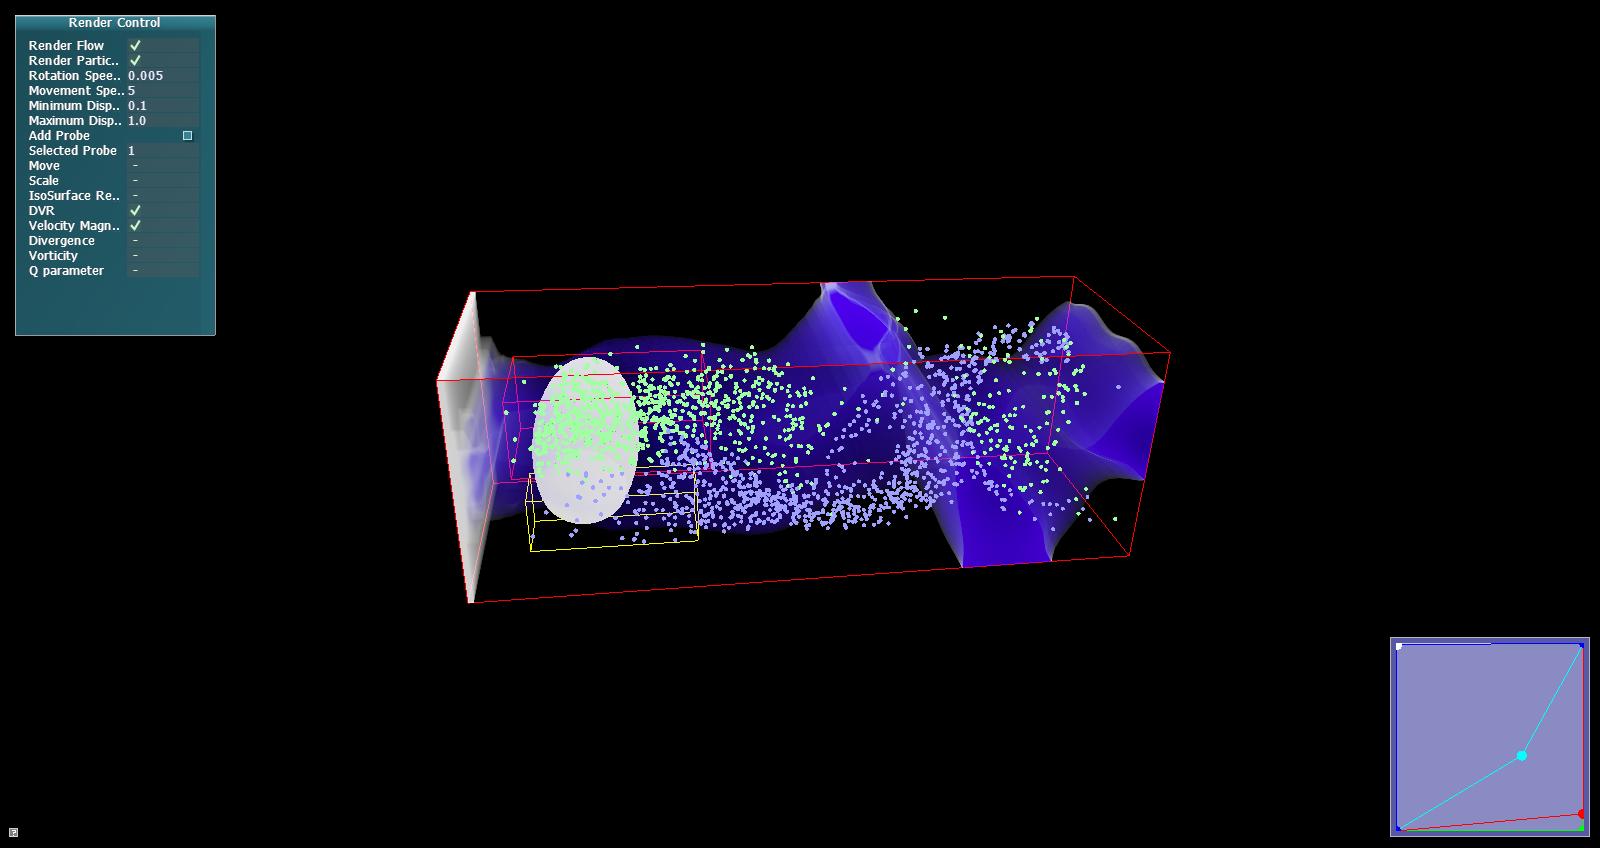 Render Control
Render Flow
Render Partic..
Rotation Spee.. 0.005
Movement Spe.. 5
Minimum Disp.. 0.1
Maximum Disp.. 1.0
Add Probe
Selected Probe 1
Move -
Scale -
IsoSurface Re.. -
DVR
Velocity Magn..
Divergence -
Vorticity -
Q parameter -
?